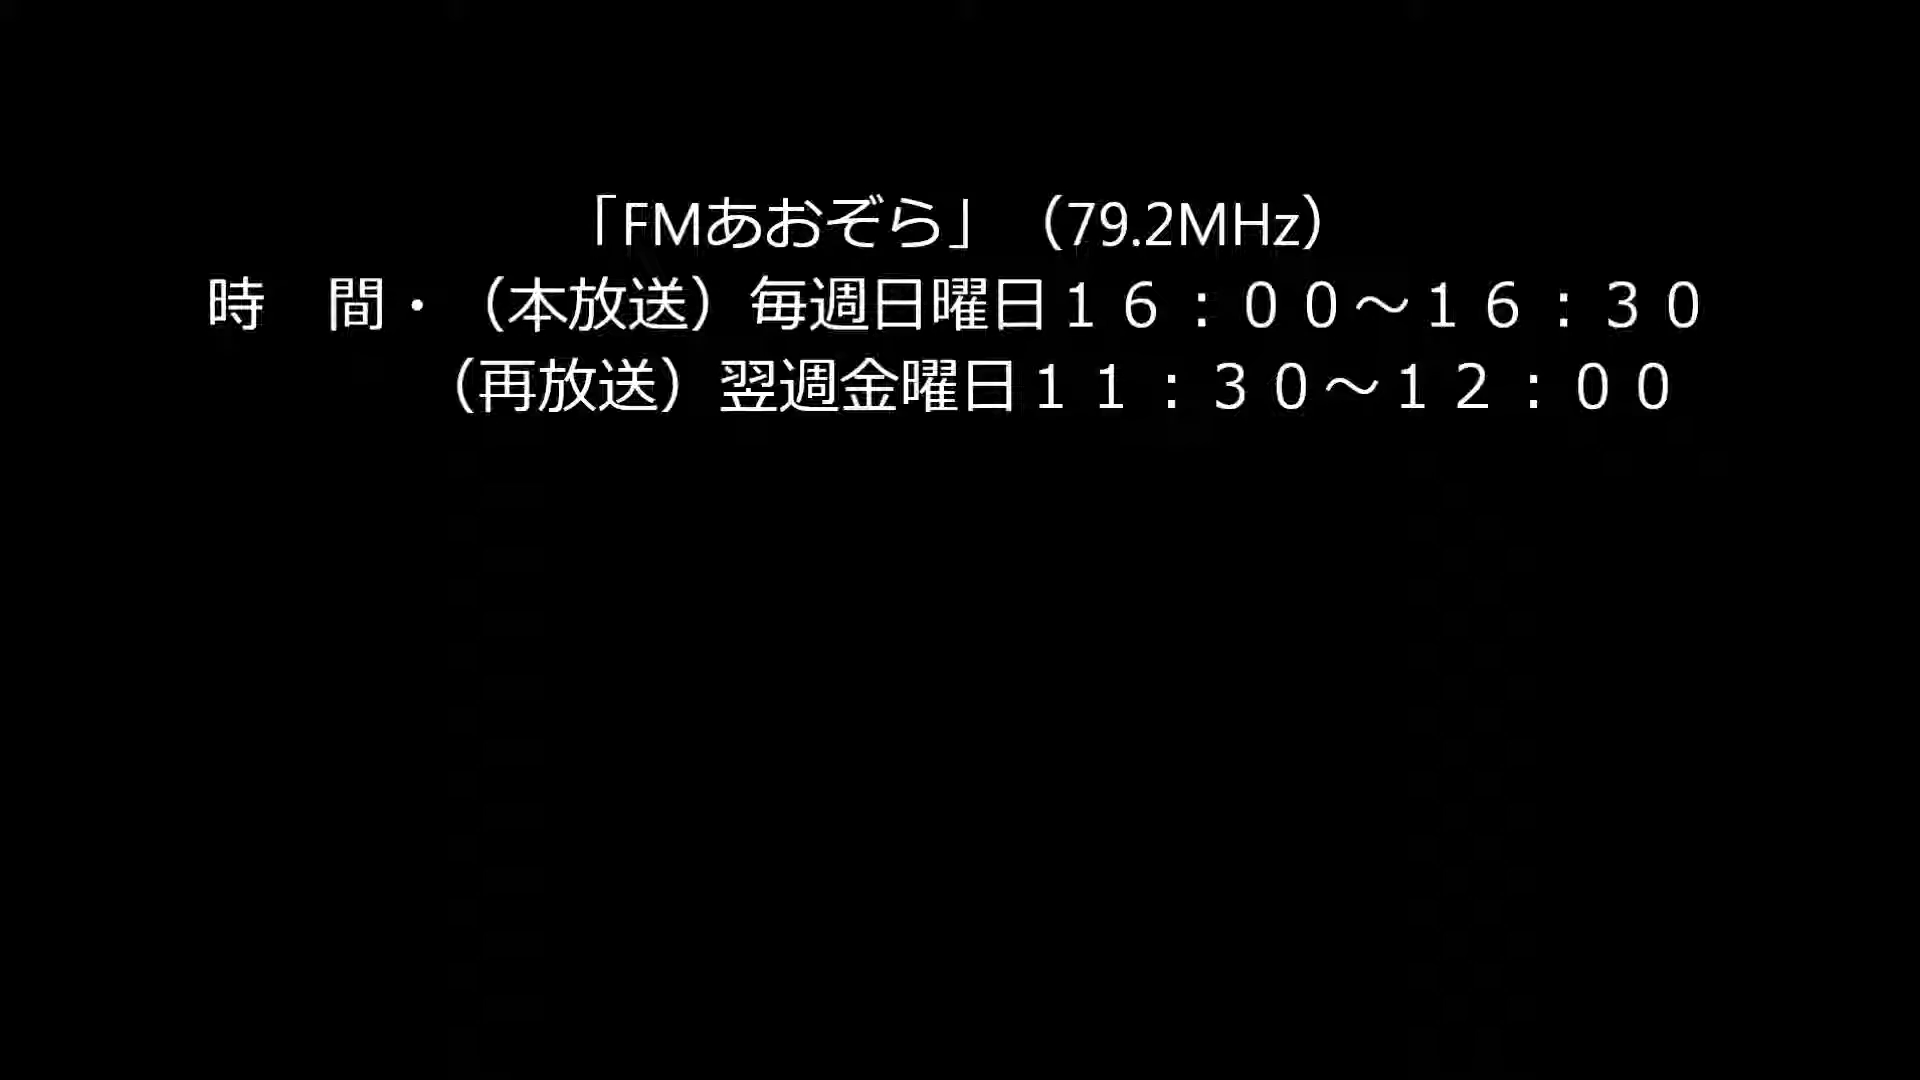 「FMあおぞら」（79.2MHz）
時　間・（本放送）毎週日曜日１６：００～１６：３０
（再放送）翌週金曜日１１：３０～１２：００